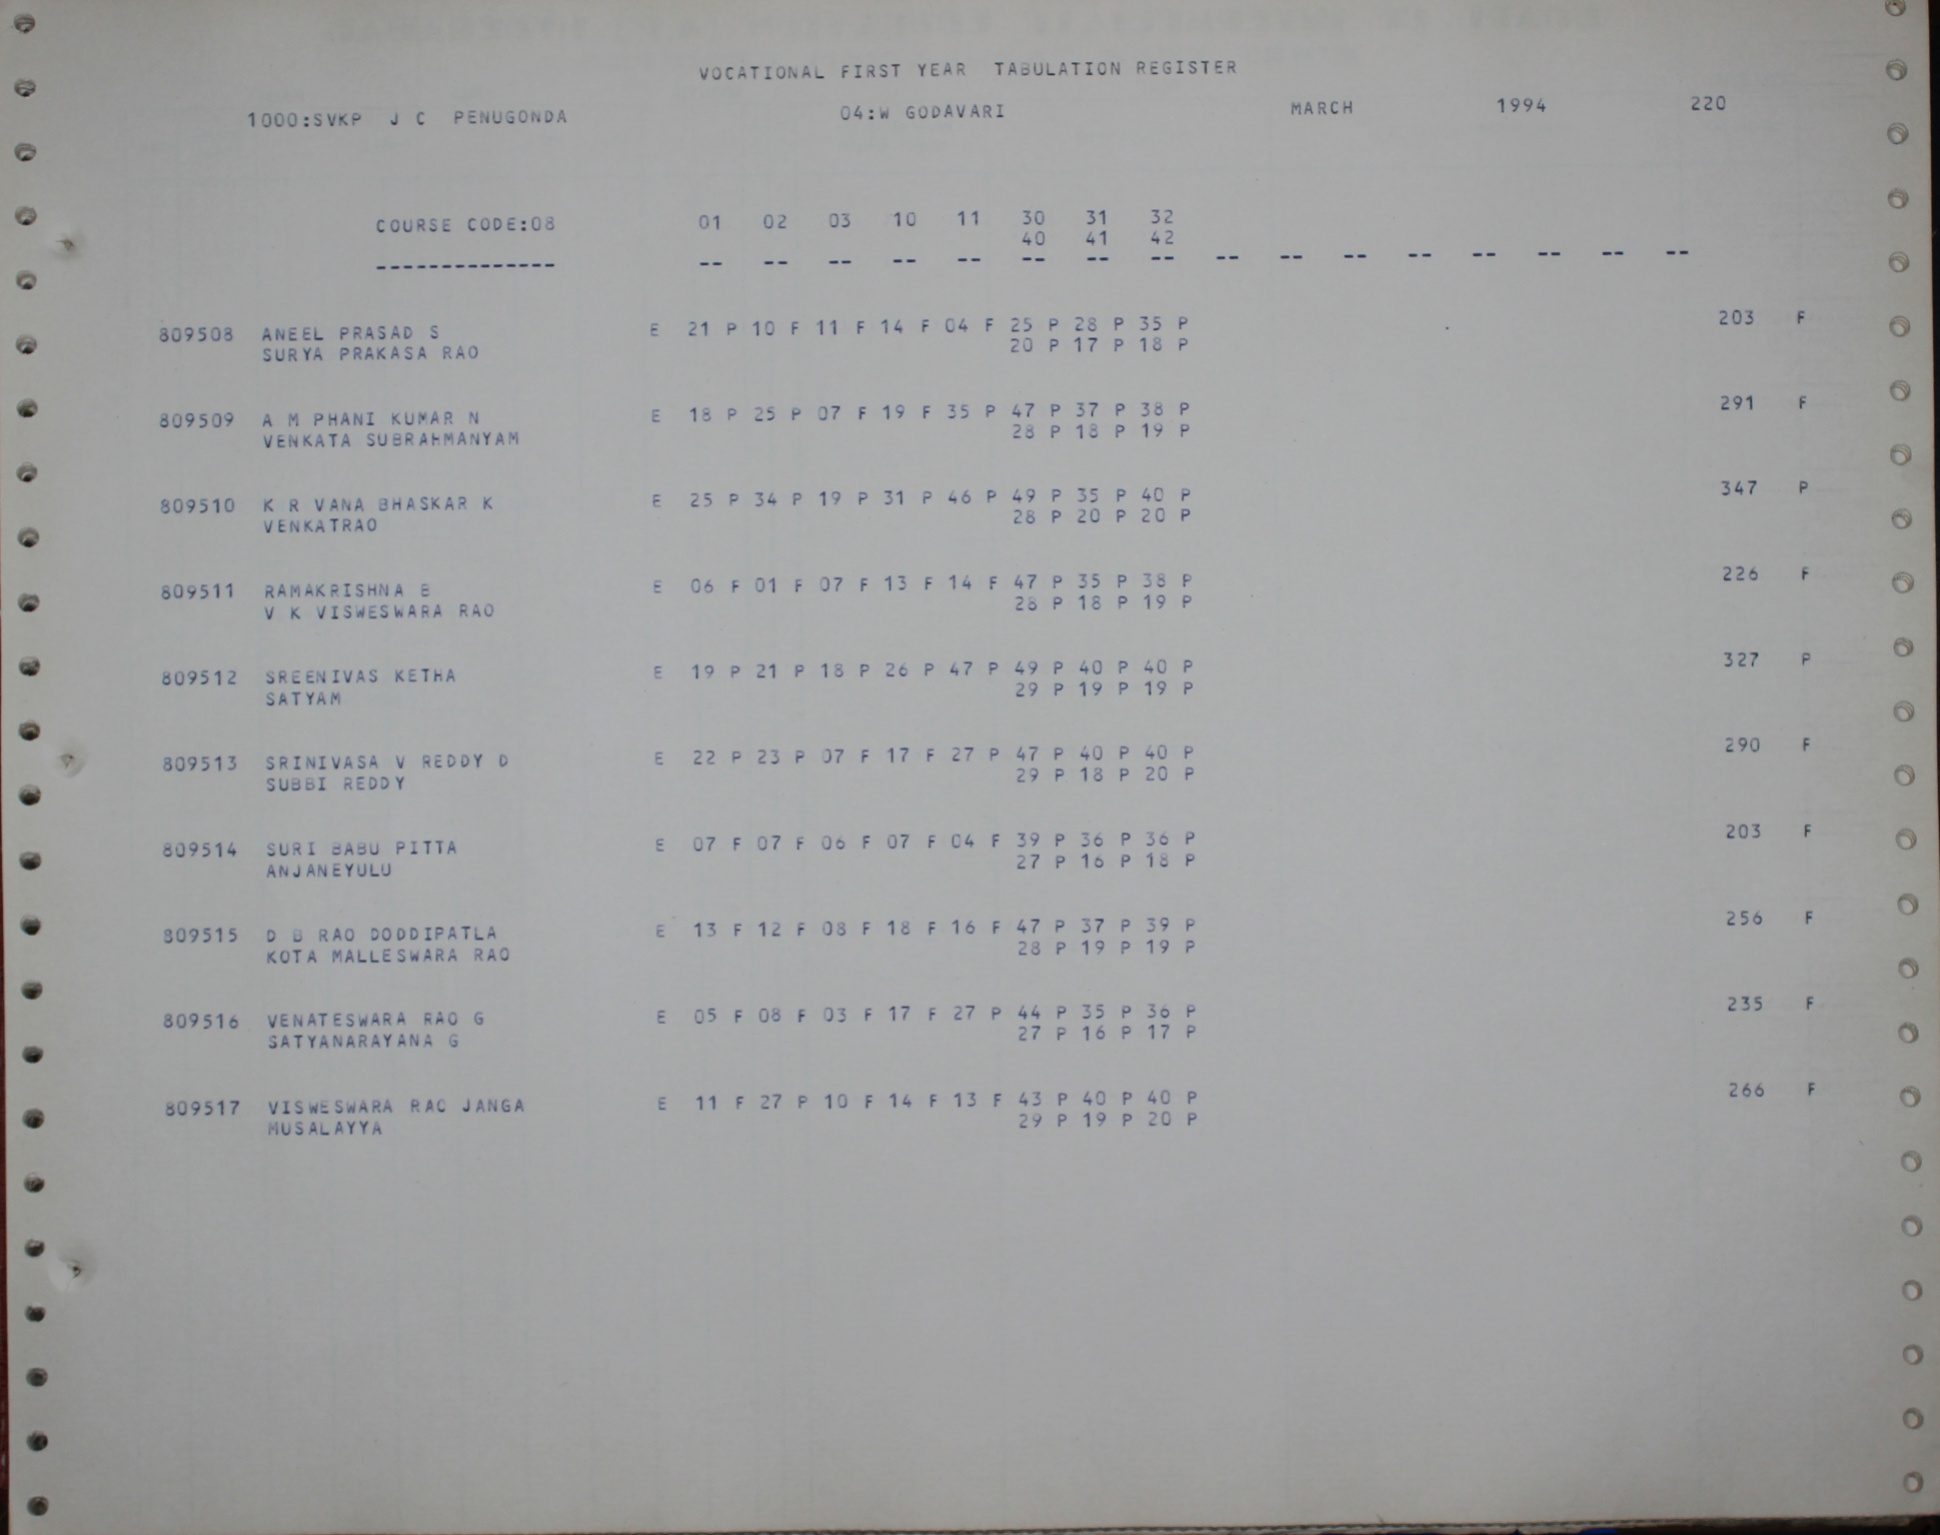 VOCATIONAL FIRST YEAR TABULATION REGISTER
1000:SVKP J C PENUGONDA 04:W GODAVARI MARCH 1994 220
COURSE CODE:08 01 02 03 10 11 30 31 32
40 41 42
-------------- -- -- -- -- -- -- -- -- -- -- -- -- -- -- -- --
809508 ANEEL PRASAD S E 21 P 10 F 11 F 14 F 04 F 25 P 28 P 35 P 203 F
SURYA PRAKASA RAO 20 P 17 P 18 P
809509 A M PHANI KUMAR N E 18 P 25 P 07 F 19 F 35 P 47 P 37 P 38 P 291 F
VENKATA SUBRAHMANYAM 28 P 18 P 19 P
809510 K R VANA BHASKAR K E 25 P 34 P 19 P 31 P 46 P 49 P 35 P 40 P 347 P
VENKATRAO 28 P 20 P 20 P
809511 RAMAKRISHNA B E 06 F 01 F 07 F 13 F 14 F 47 P 35 P 38 P 226 F
V K VISWESWARA RAO 28 P 18 P 19 P
809512 SREENIVAS KETHA E 19 P 21 P 18 P 26 P 47 P 49 P 40 P 40 P 327 P
SATYAM 29 P 19 P 19 P
809513 SRINIVASA V REDDY D E 22 P 23 P 07 F 17 F 27 P 47 P 40 P 40 P 290 F
SUBBI REDDY 29 P 18 P 20 P
809514 SURI BABU PITTA E 07 F 07 F 06 F 07 F 04 F 39 P 36 P 36 P 203 F
ANJANEYULU 27 P 16 P 18 P
809515 D B RAO DODDIPATLA E 13 F 12 F 08 F 18 F 16 F 47 P 37 P 39 P 256 F
KOTA MALLESWARA RAO 28 P 19 P 19 P
809516 VENATESWARA RAO G E 05 F 08 F 03 F 17 F 27 P 44 P 35 P 36 P 235 F
SATYANARAYANA G 27 P 16 P 17 P
809517 VISWESWARA RAO JANGA E 11 F 27 P 10 F 14 F 13 F 43 P 40 P 40 P 266 F
MUSALAYYA 29 P 19 P 20 P